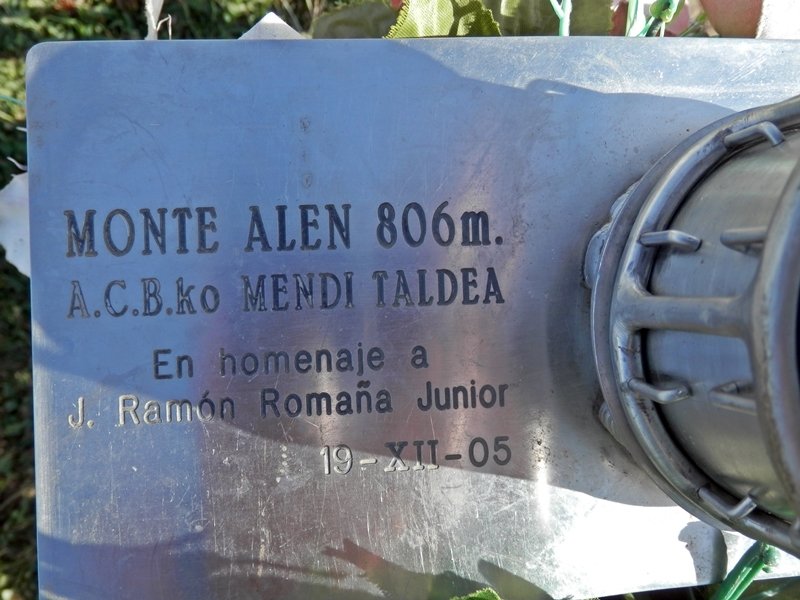 MONTE ALEN 806m.
A.C.B.ko MENDI TALDEA
En homenaje a
J. Ramón Romaña Junior
19-XII-05